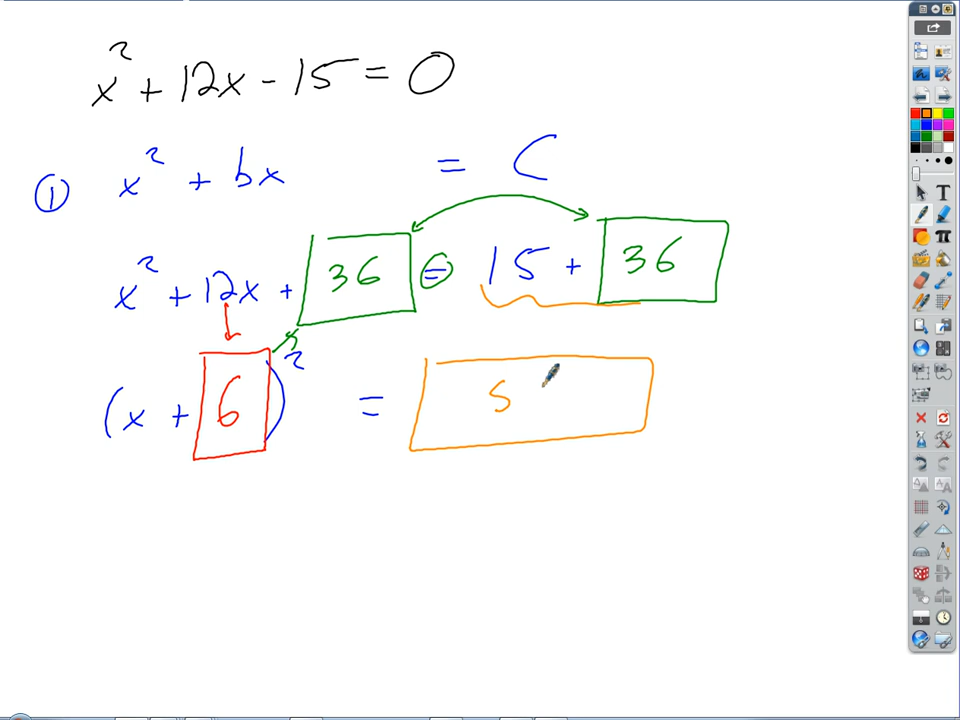 x² + 12x - 15 = 0
① x² + bx = C
x² + 12x + 36 = 15 + 36
(x + 6)² = 5